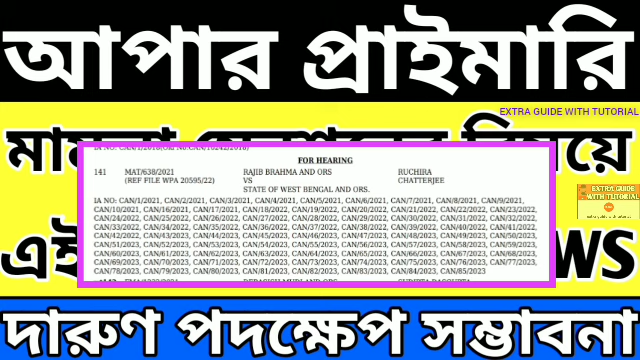 আপার প্রাইমারি
EXTRA GUIDE WITH TUTORIAL
FOR HEARING
141 MAT/638/2021 RAJIB BRAHMA AND ORS RUCHIRA
(REF FILE WPA 20595/22) VS CHATTERJEE
STATE OF WEST BENGAL AND ORS.
IA NO: CAN/1/2021, CAN/2/2021, CAN/3/2021, CAN/4/2021, CAN/5/2021, CAN/6/2021, CAN/7/2021, CAN/8/2021, CAN/9/2021,
CAN/10/2021, CAN/16/2021, CAN/17/2021, CAN/18/2022, CAN/19/2022, CAN/20/2022, CAN/21/2022, CAN/22/2022, CAN/23/2022,
CAN/24/2022, CAN/25/2022, CAN/26/2022, CAN/27/2022, CAN/28/2022, CAN/29/2022, CAN/30/2022, CAN/31/2022, CAN/32/2022,
CAN/33/2022, CAN/34/2022, CAN/35/2022, CAN/36/2022, CAN/37/2022, CAN/38/2022, CAN/39/2022, CAN/40/2022, CAN/41/2022,
CAN/42/2022, CAN/43/2023, CAN/44/2023, CAN/45/2023, CAN/46/2023, CAN/47/2023, CAN/48/2023, CAN/49/2023, CAN/50/2023,
CAN/51/2023, CAN/52/2023, CAN/53/2023, CAN/54/2023, CAN/55/2023, CAN/56/2023, CAN/57/2023, CAN/58/2023, CAN/59/2023,
CAN/60/2023, CAN/61/2023, CAN/62/2023, CAN/63/2023, CAN/64/2023, CAN/65/2023, CAN/66/2023, CAN/67/2023, CAN/68/2023,
CAN/69/2023, CAN/70/2023, CAN/71/2023, CAN/72/2023, CAN/73/2023, CAN/74/2023, CAN/75/2023, CAN/76/2023, CAN/77/2023,
CAN/78/2023, CAN/79/2023, CAN/80/2023, CAN/81/2023, CAN/82/2023, CAN/83/2023, CAN/84/2023, CAN/85/2023
EXTRA GUIDE
WITH TUTORIAL
দারুণ পদক্ষেপ সম্ভাবনা